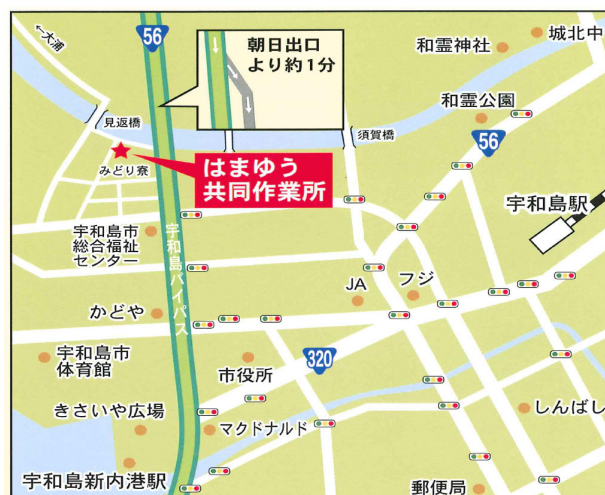 ←大浦
56
朝日出口
より約1分
和霊神社
城北中
見返橋
須賀橋
和霊公園
56
みどり寮
はまゆう
共同作業所
宇和島駅
宇和島市
総合福祉
センター
宇和島バイパス
JA
フジ
かどや
宇和島市
体育館
市役所
320
きさいや広場
マクドナルド
しんばし
宇和島新内港駅
郵便局